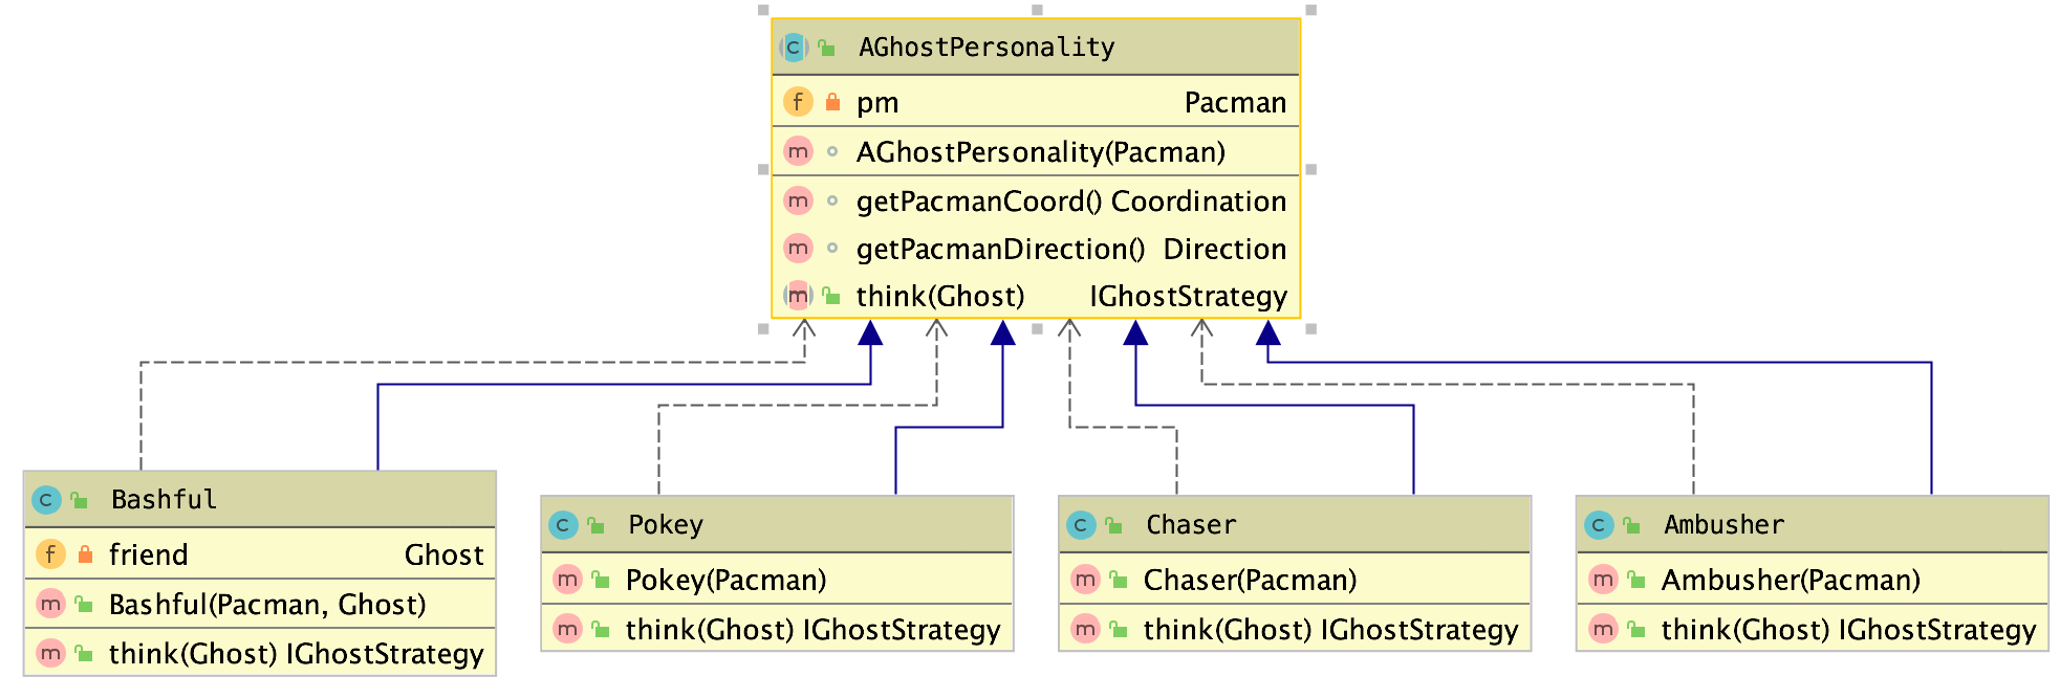 AGhostPersonality
pm Pacman
AGhostPersonality(Pacman)
getPacmanCoord() Coordination
getPacmanDirection() Direction
think(Ghost) IGhostStrategy
Bashful
friend Ghost
Bashful(Pacman, Ghost)
think(Ghost) IGhostStrategy
Pokey
Pokey(Pacman)
think(Ghost) IGhostStrategy
Chaser
Chaser(Pacman)
think(Ghost) IGhostStrategy
Ambusher
Ambusher(Pacman)
think(Ghost) IGhostStrategy